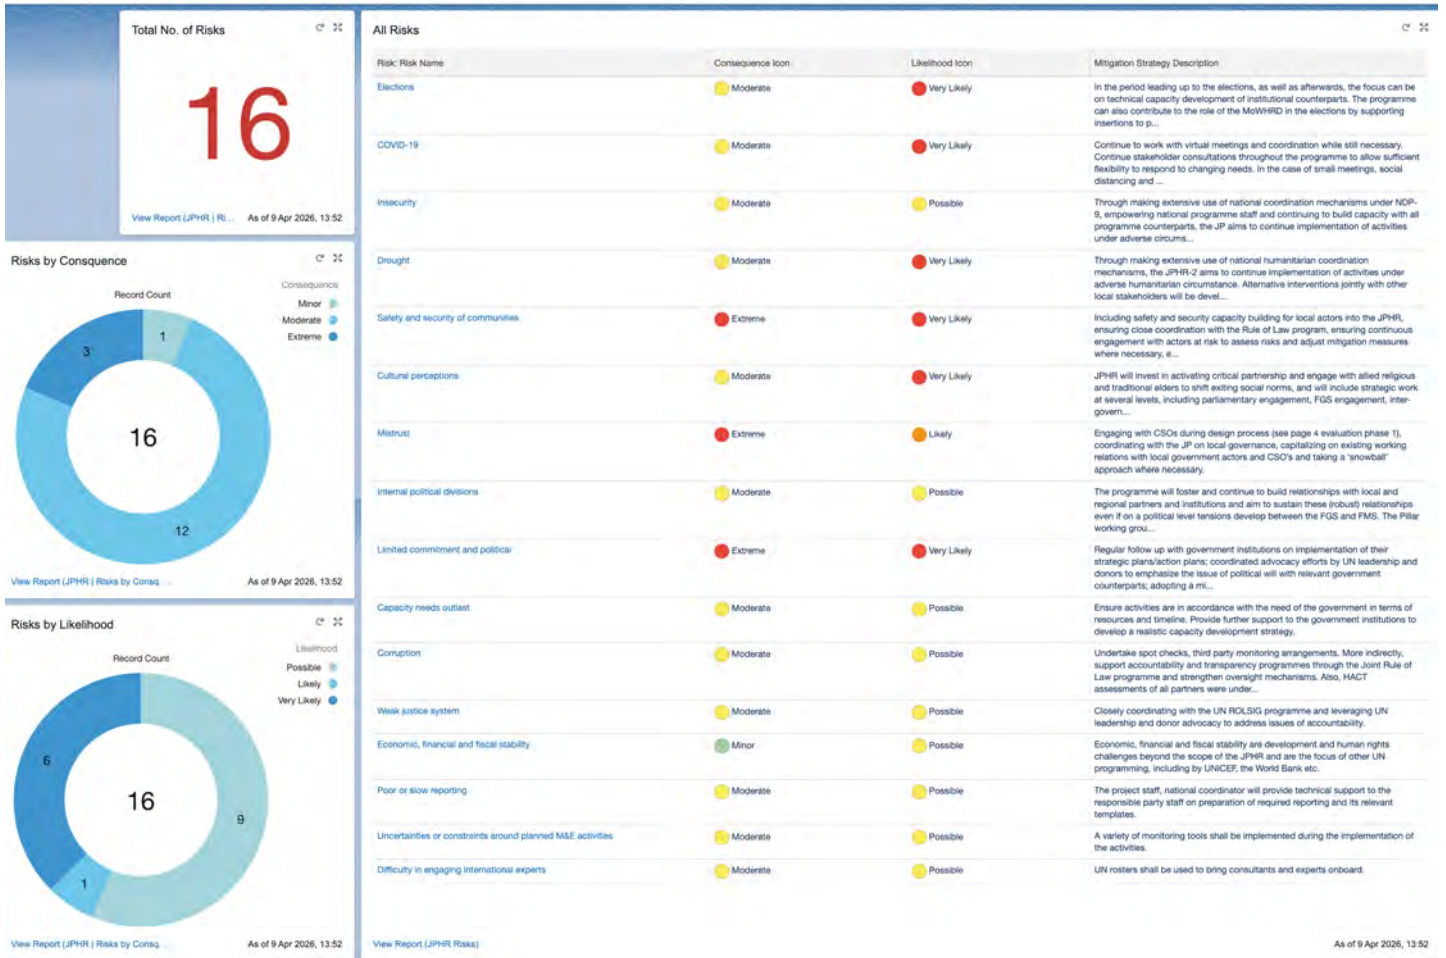 Total No. of Risks
16
View Report (JPHR | Ri... As of 9 Apr 2026, 13:52
Risks by Consquence
Record Count
Consequence
Minor
Moderate
Extreme
3
1
16
12
View Report (JPHR | Risks by Consq ... As of 9 Apr 2026, 13:52
Risks by Likelihood
Record Count
Likelihood
Possible
Likely
Very Likely
6
16
9
1
View Report (JPHR | Risks by Consq ... As of 9 Apr 2026, 13:52
All Risks
Risk: Risk Name Consequence Icon Likelihood Icon Mitigation Strategy Description
Elections Moderate Very Likely In the period leading up to the elections, as well as afterwards, the focus can be
on technical capacity development of institutional counterparts. The programme
can also contribute to the role of the MoWHRD in the elections by supporting
insertions to p...
COVID-19 Moderate Very Likely Continue to work with virtual meetings and coordination while still necessary.
Continue stakeholder consultations throughout the programme to allow sufficient
flexibility to respond to changing needs. In the case of small meetings, social
distancing and ...
Insecurity Moderate Possible Through making extensive use of national coordination mechanisms under NDP-
9, empowering national programme staff and continuing to build capacity with all
programme counterparts, the JP aims to continue implementation of activities
under adverse circums...
Drought Moderate Very Likely Through making extensive use of national humanitarian coordination
mechanisms, the JPHR-2 aims to continue implementation of activities under
adverse humanitarian circumstance. Alternative interventions jointly with other
local stakeholders will be devel...
Safety and security of communities Extreme Very Likely Including safety and security capacity building for local actors into the JPHR,
ensuring close coordination with the Rule of Law program, ensuring continuous
engagement with actors at risk to assess risks and adjust mitigation measures
where necessary, e...
Cultural perceptions Moderate Very Likely JPHR will invest in activating critical partnership and engage with allied religious
and traditional elders to shift exiting social norms, and will include strategic work
at several levels, including parliamentary engagement, FGS engagement, inter-
govern...
Mistrust Extreme Likely Engaging with CSOs during design process (see page 4 evaluation phase 1),
coordinating with the JP on local governance, capitalizing on existing working
relations with local government actors and CSO's and taking a 'snowball'
approach where necessary.
Internal political divisions Moderate Possible The programme will foster and continue to build relationships with local and
regional partners and institutions and aim to sustain these (robust) relationships
even if on a political level tensions develop between the FGS and FMS. The Pillar
working grou...
Limited commitment and political Extreme Very Likely Regular follow up with government institutions on implementation of their
strategic plans/action plans; coordinated advocacy efforts by UN leadership and
donors to emphasize the issue of political will with relevant government
counterparts; adopting a mi...
Capacity needs outlast Moderate Possible Ensure activities are in accordance with the need of the government in terms of
resources and timeline. Provide further support to the government institutions to
develop a realistic capacity development strategy.
Corruption Moderate Possible Undertake spot checks, third party monitoring arrangements. More indirectly,
support accountability and transparency programmes through the Joint Rule of
Law programme and strengthen oversight mechanisms. Also, HACT
assessments of all partners were under...
Weak justice system Moderate Possible Closely coordinating with the UN ROLSIG programme and leveraging UN
leadership and donor advocacy to address issues of accountability.
Economic, financial and fiscal stability Minor Possible Economic, financial and fiscal stability are development and human rights
challenges beyond the scope of the JPHR and are the focus of other UN
programming, including by UNICEF, the World Bank etc.
Poor or slow reporting Moderate Possible The project staff, national coordinator will provide technical support to the
responsible party staff on preparation of required reporting and its relevant
templates.
Uncertainties or constraints around planned M&E activities Moderate Possible A variety of monitoring tools shall be implemented during the implementation of
the activities.
Difficulty in engaging international experts Moderate Possible UN rosters shall be used to bring consultants and experts onboard.
View Report (JPHR Risks) As of 9 Apr 2026, 13:52